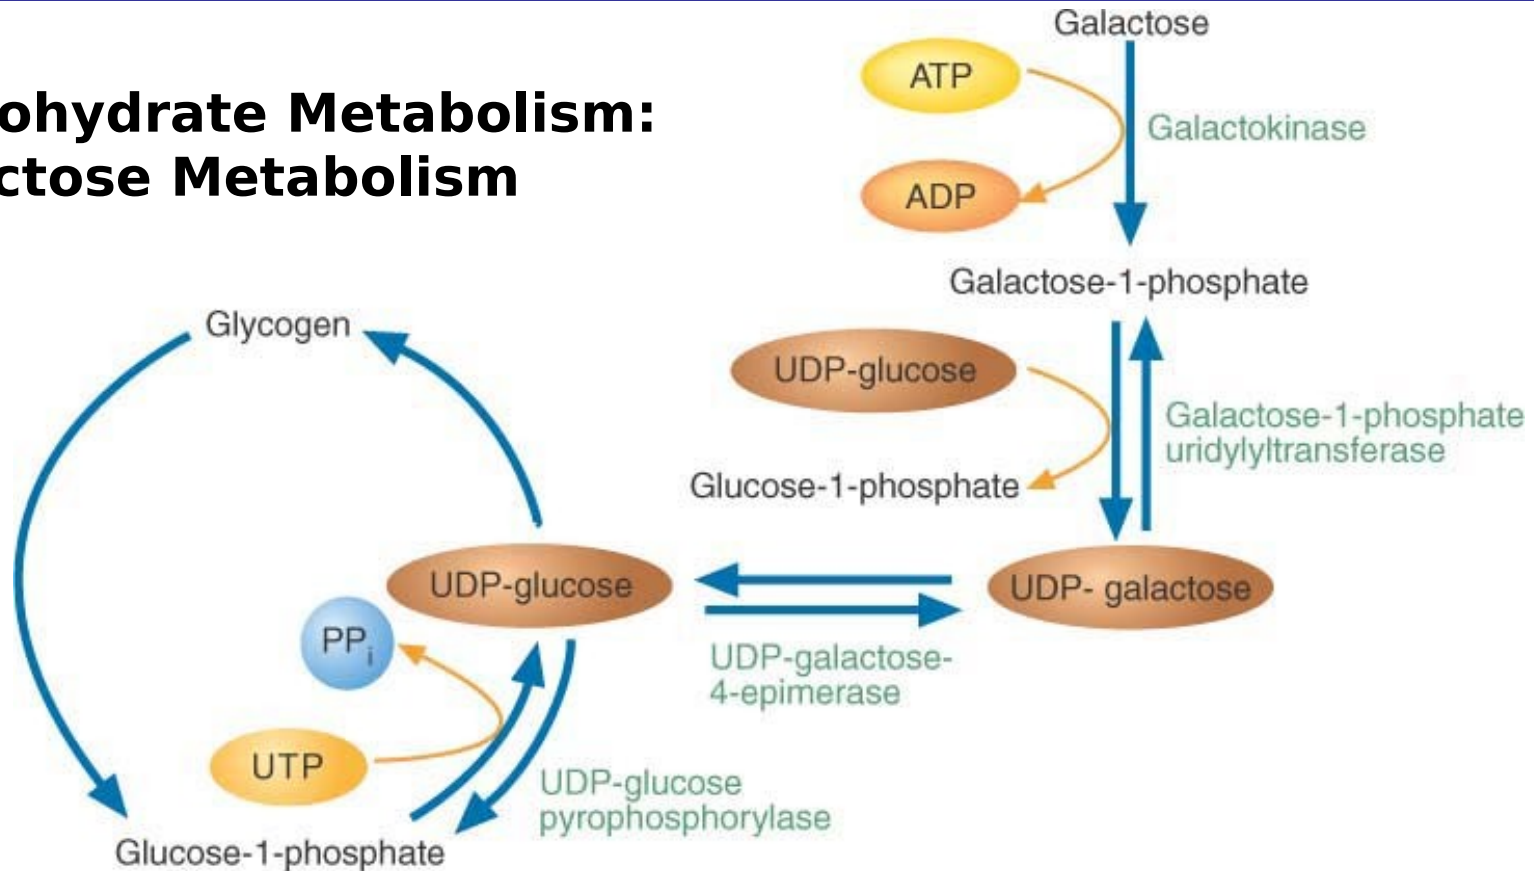 ohydrate Metabolism:
ctose Metabolism
Galactose
ATP
Galactokinase
ADP
Galactose-1-phosphate
Glycogen
UDP-glucose
Galactose-1-phosphate
uridylyltransferase
Glucose-1-phosphate
UDP-glucose
UDP- galactose
PPi
UDP-galactose-
4-epimerase
UTP
UDP-glucose
pyrophosphorylase
Glucose-1-phosphate